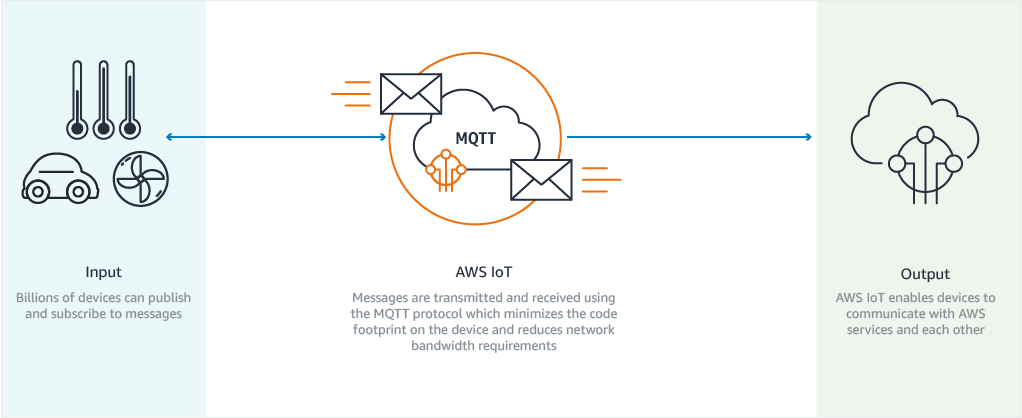 MQTT
Input
Billions of devices can publish
and subscribe to messages
AWS IoT
Messages are transmitted and received using
the MQTT protocol which minimizes the code
footprint on the device and reduces network
bandwidth requirements
Output
AWS IoT enables devices to
communicate with AWS
services and each other